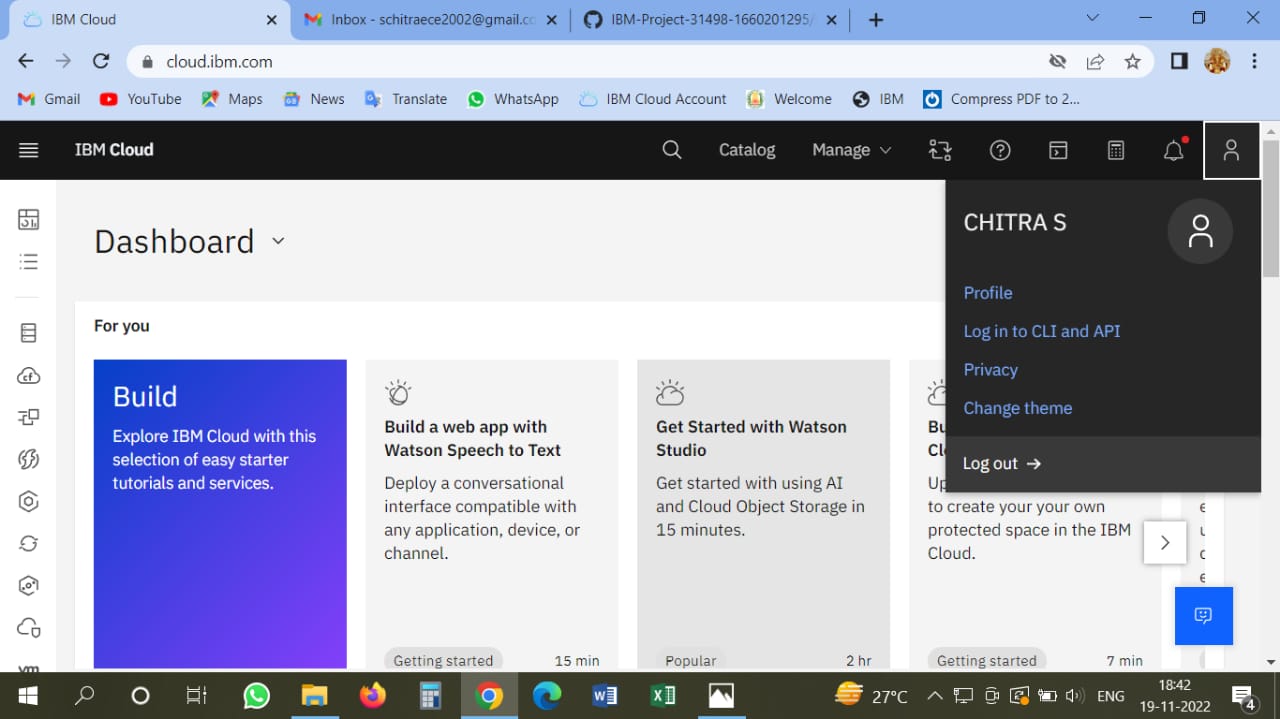 IBM Cloud
Inbox - schitraece2002@gmail.co
IBM-Project-31498-1660201295/
cloud.ibm.com
Gmail
YouTube
Maps
News
Translate
WhatsApp
IBM Cloud Account
Welcome
IBM
Compress PDF to 2...
IBM Cloud
Catalog
Manage
CHITRA S
Profile
Log in to CLI and API
Privacy
Change theme
Log out →
Dashboard
For you
Build
Explore IBM Cloud with this
selection of easy starter
tutorials and services.
Build a web app with
Watson Speech to Text
Deploy a conversational
interface compatible with
any application, device, or
channel.
Getting started
15 min
Get Started with Watson
Studio
Get started with using AI
and Cloud Object Storage in
15 minutes.
Popular
2 hr
to create your your own
protected space in the IBM
Cloud.
Getting started
7 min
cf
27°C
ENG
18:42
19-11-2022
4